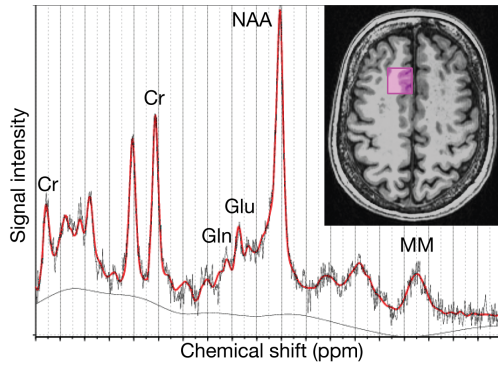 NAA
Cr
Cr
Glu
Gln
MM
Signal intensity
Chemical shift (ppm)